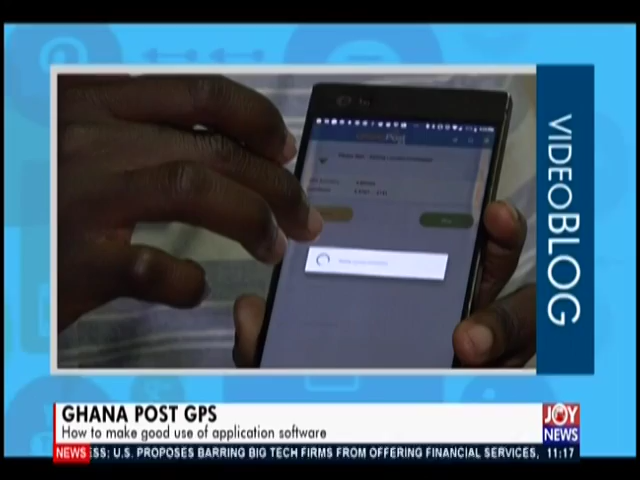 VIDEOBLOG
GHANA POST GPS
How to make good use of application software
JOY
NEWS
NEWS
SS: U.S. PROPOSES BARRING BIG TECH FIRMS FROM OFFERING FINANCIAL SERVICES,
11:17